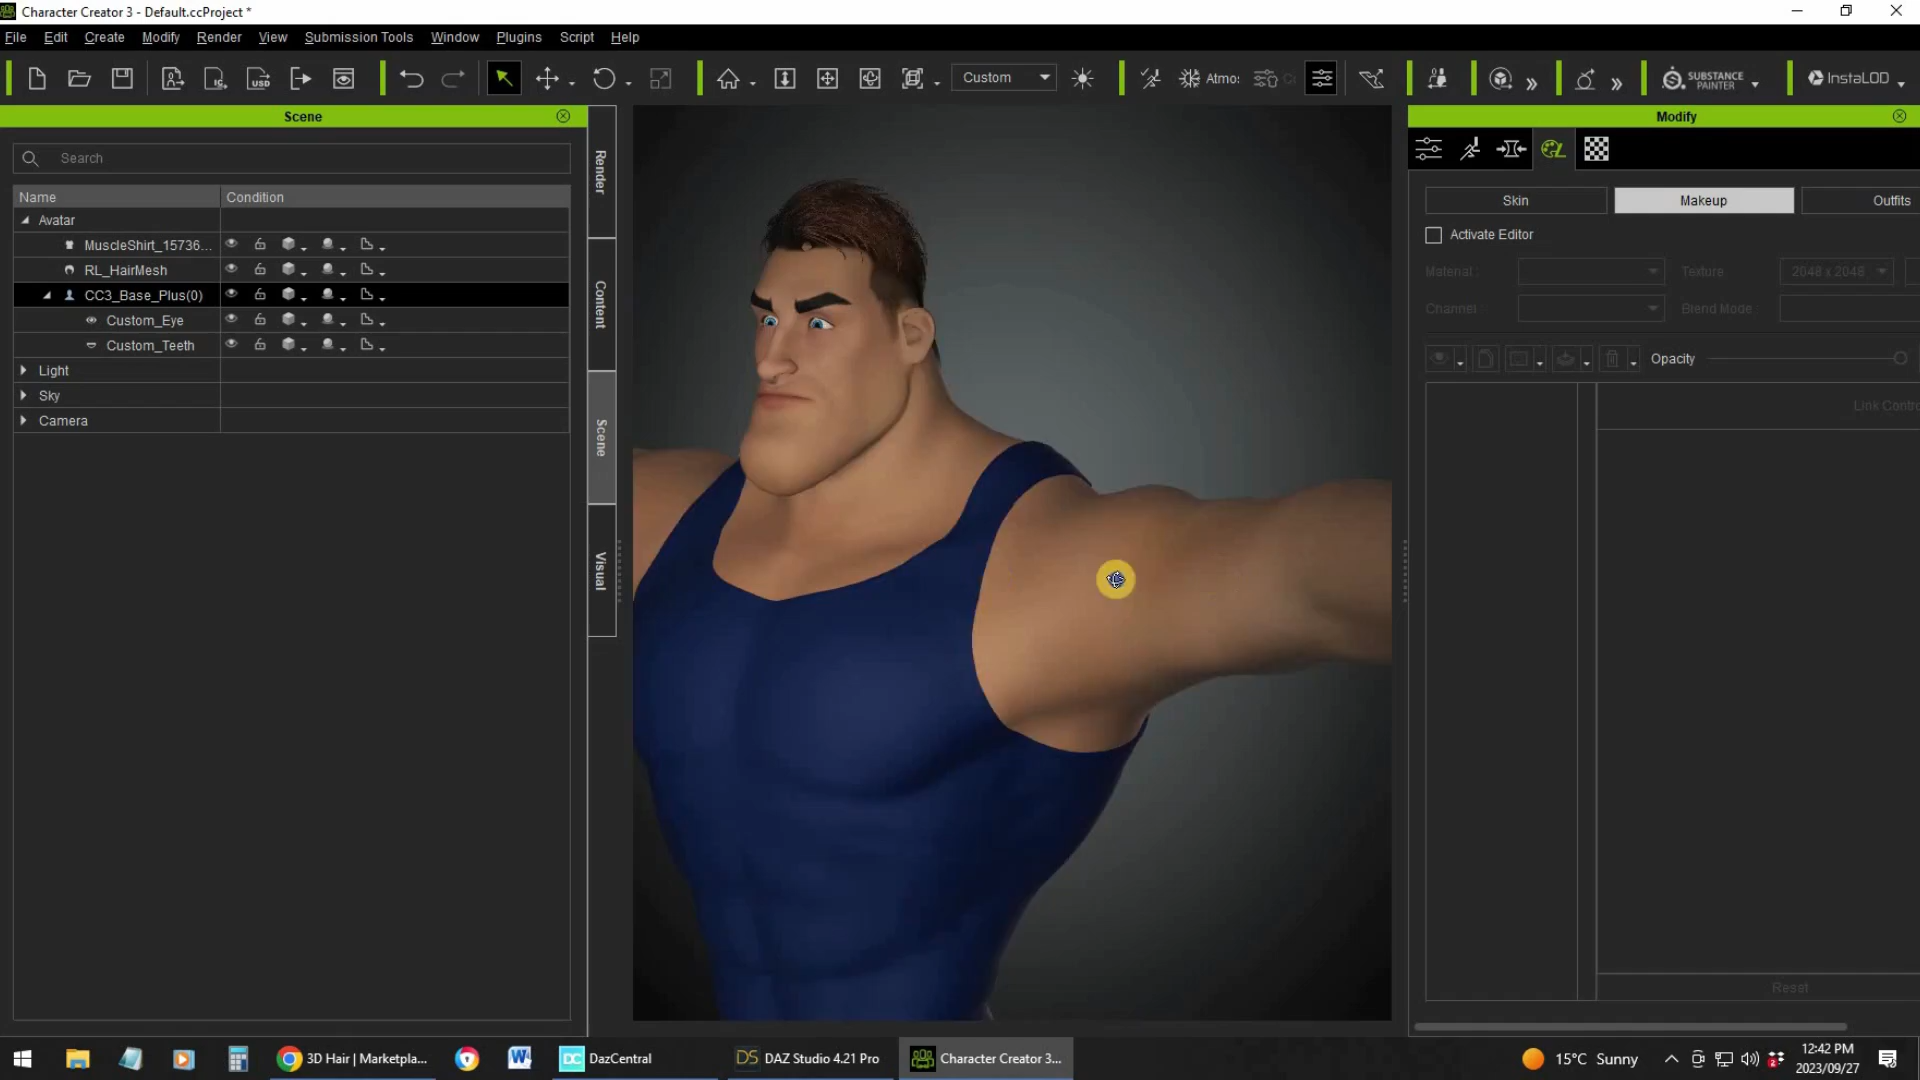 Character Creator 3 - Default.ccProject *
File Edit Create Modify Render View Submission Tools Window Plugins Script Help
Custom
Atmo:
SUBSTANCE PAINTER
InstaLOD
Scene
Search
Name Condition
Avatar
MuscleShirt_15736...
RL_HairMesh
CC3_Base_Plus(0)
Custom_Eye
Custom_Teeth
Light
Sky
Camera
Render
Content
Scene
Visual
Modify
Skin Makeup Outfits
Activate Editor
Material : Texture 2048 x 2048
Channel : Blend Mode :
Opacity
Link Contro
Reset
3D Hair | Marketpla...
DazCentral
DAZ Studio 4.21 Pro
Character Creator 3...
15°C Sunny
12:42 PM
2023/09/27